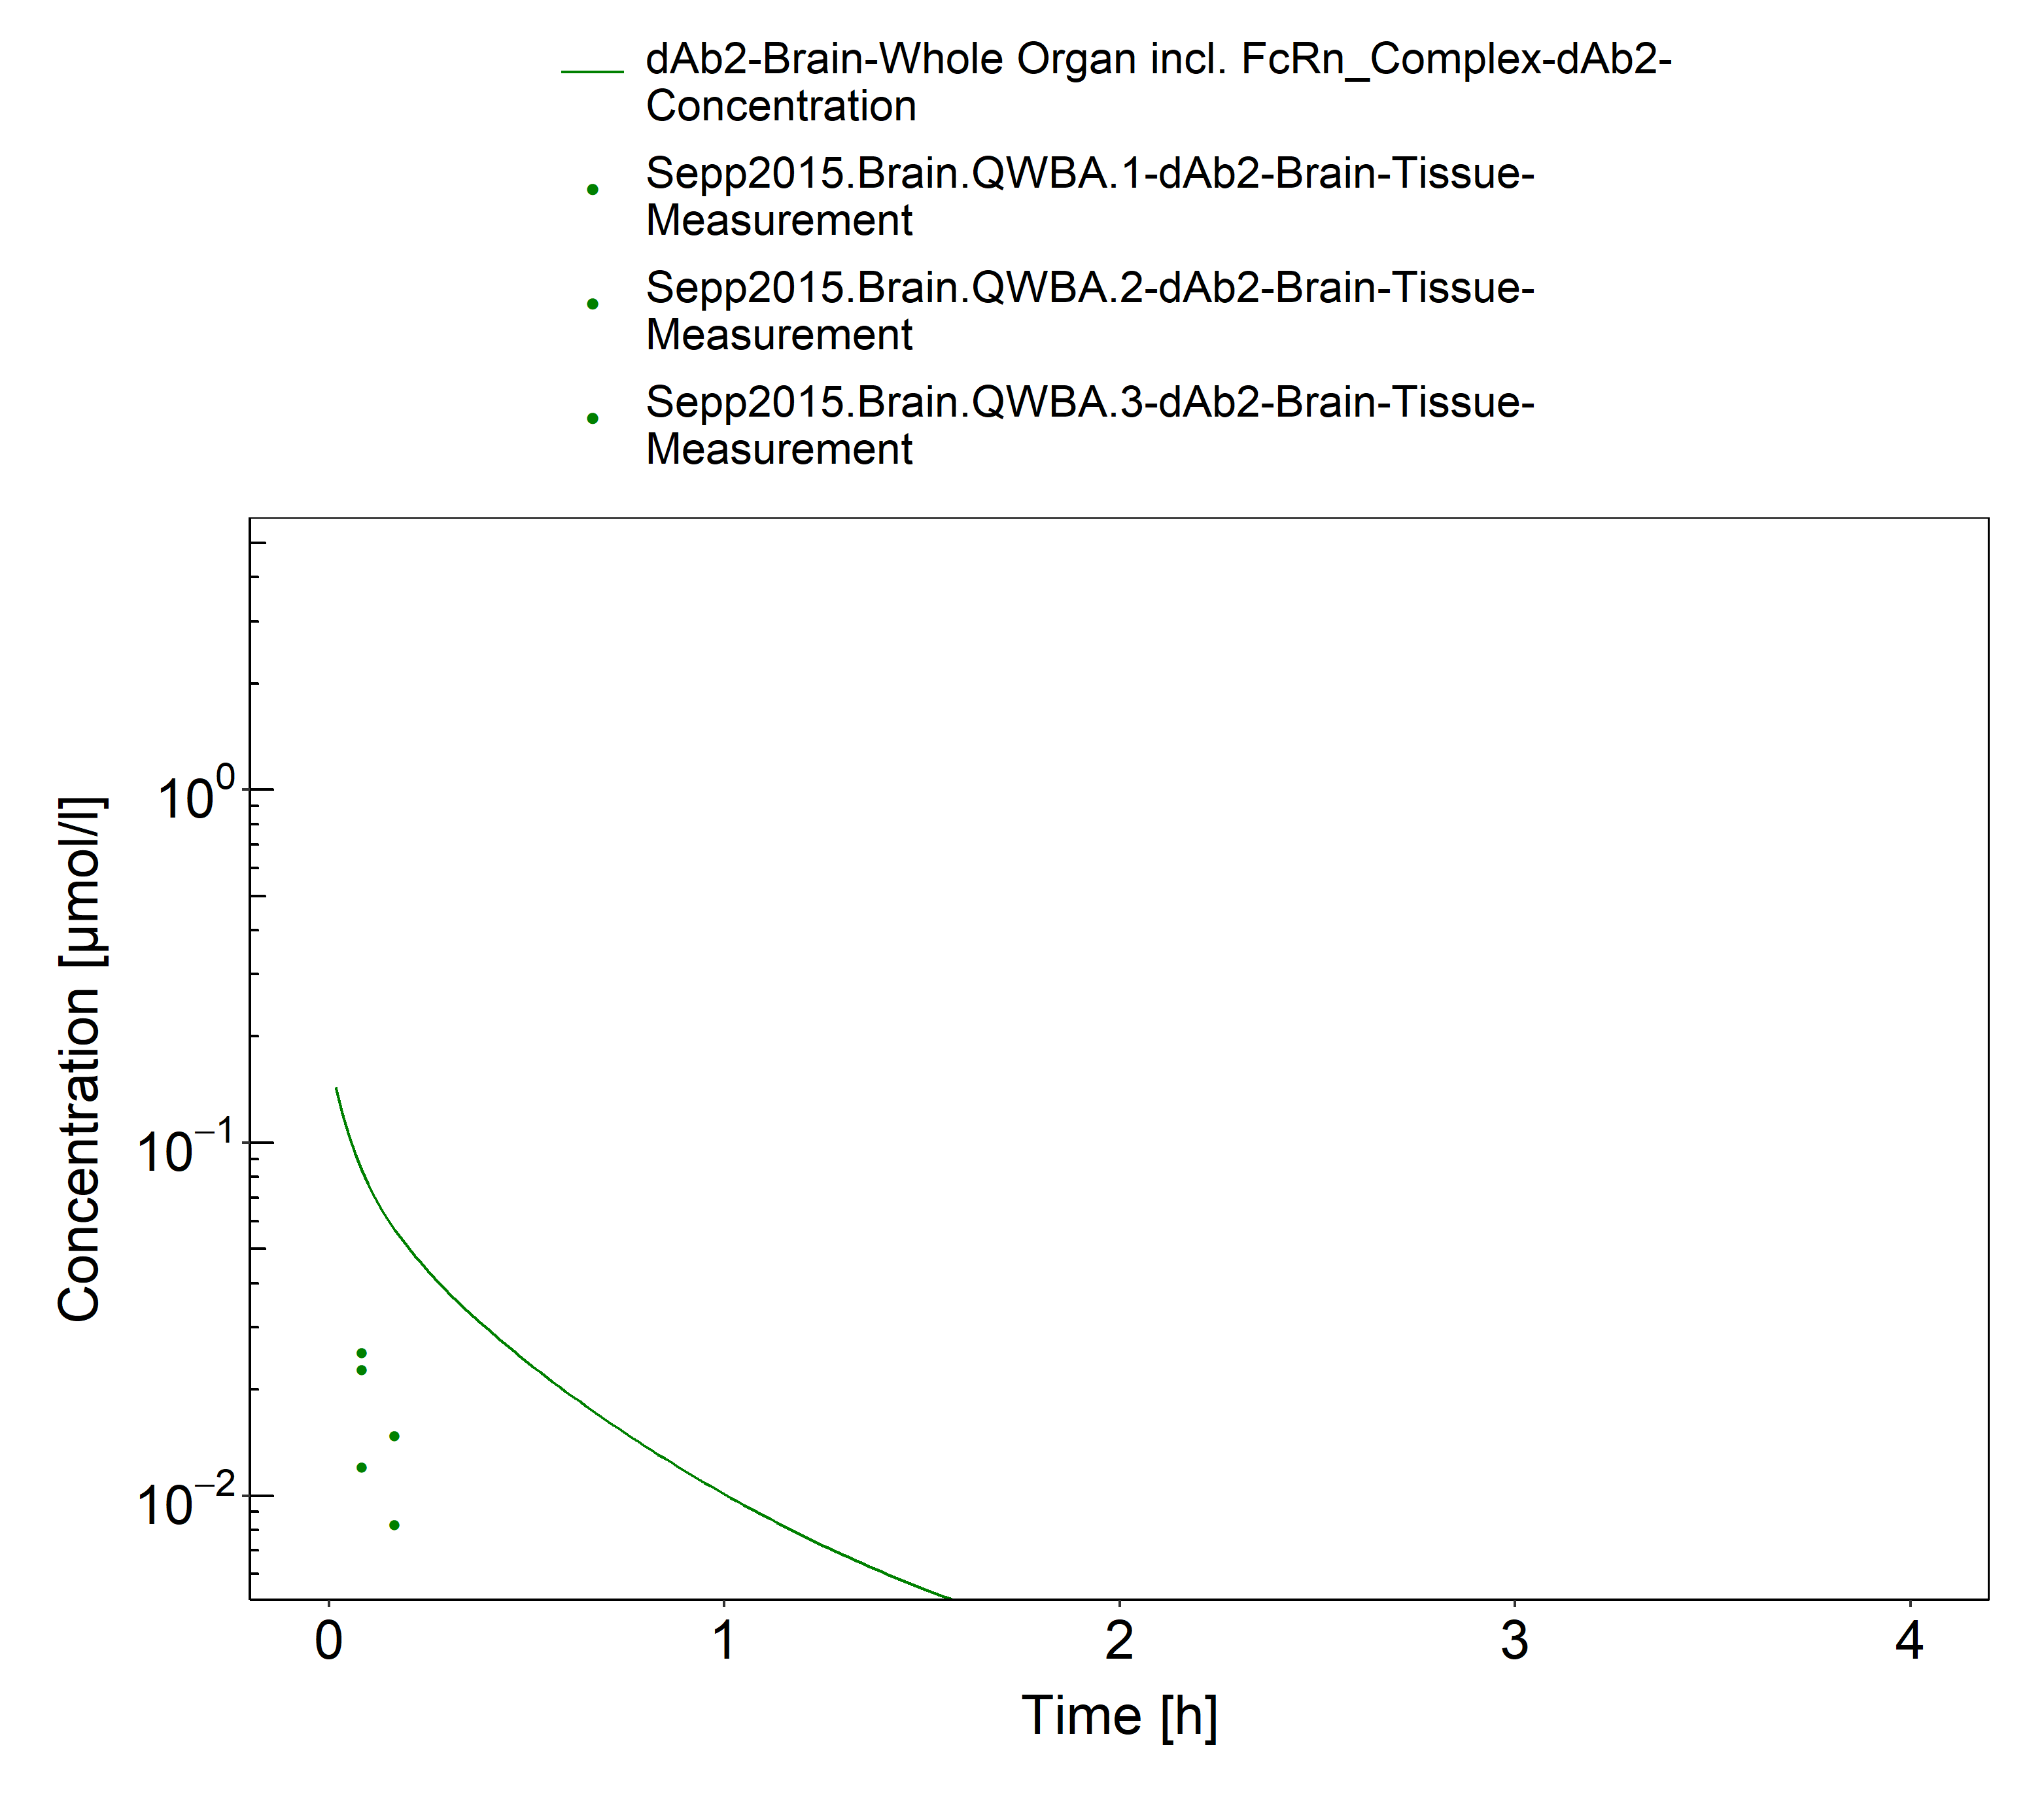 dAb2-Brain-Whole Organ incl. FcRn_Complex-dAb2-
Concentration
Sepp2015.Brain.QWBA.1-dAb2-Brain-Tissue-
Measurement
Sepp2015.Brain.QWBA.2-dAb2-Brain-Tissue-
Measurement
Sepp2015.Brain.QWBA.3-dAb2-Brain-Tissue-
Measurement
Concentration [µmol/l]
10⁰
10⁻¹
10⁻²
0 1 2 3 4
Time [h]